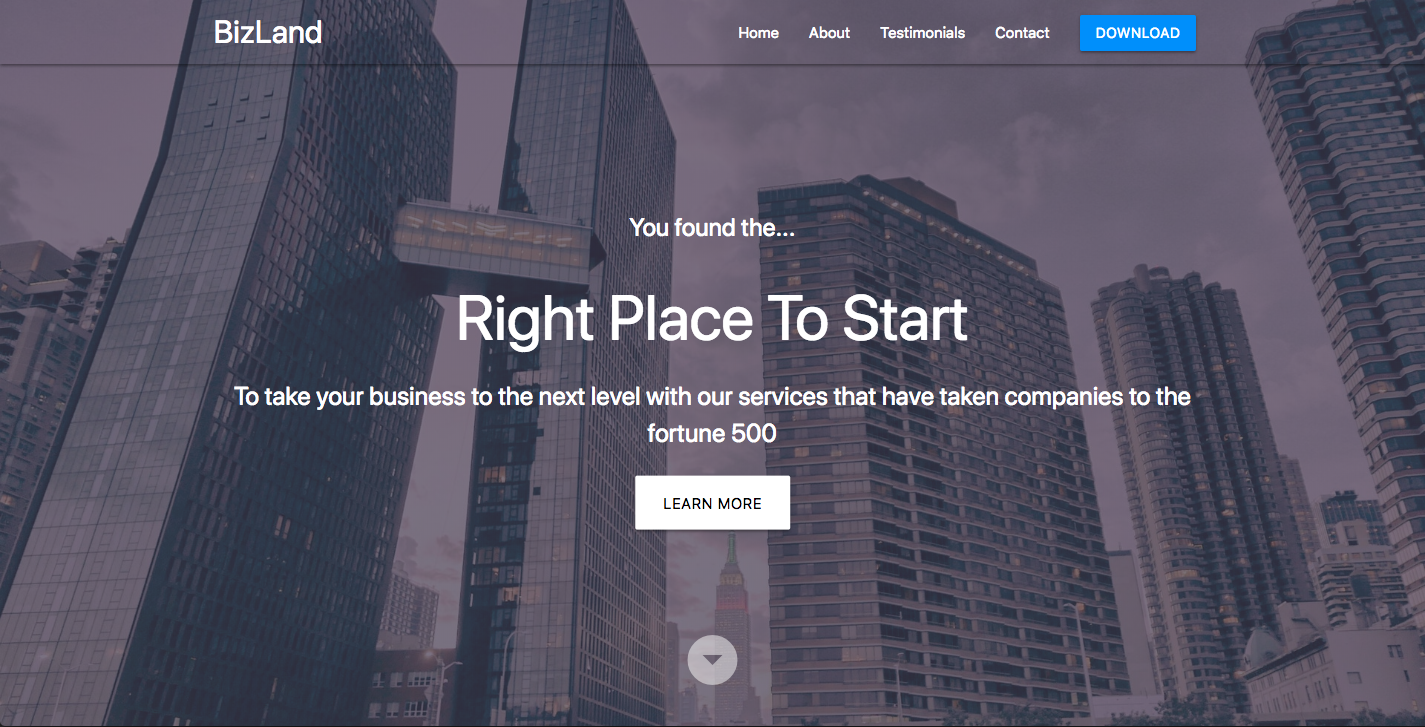 BizLand
Home
About
Testimonials
Contact
DOWNLOAD
You found the...
Right Place To Start
To take your business to the next level with our services that have taken companies to the
fortune 500
LEARN MORE